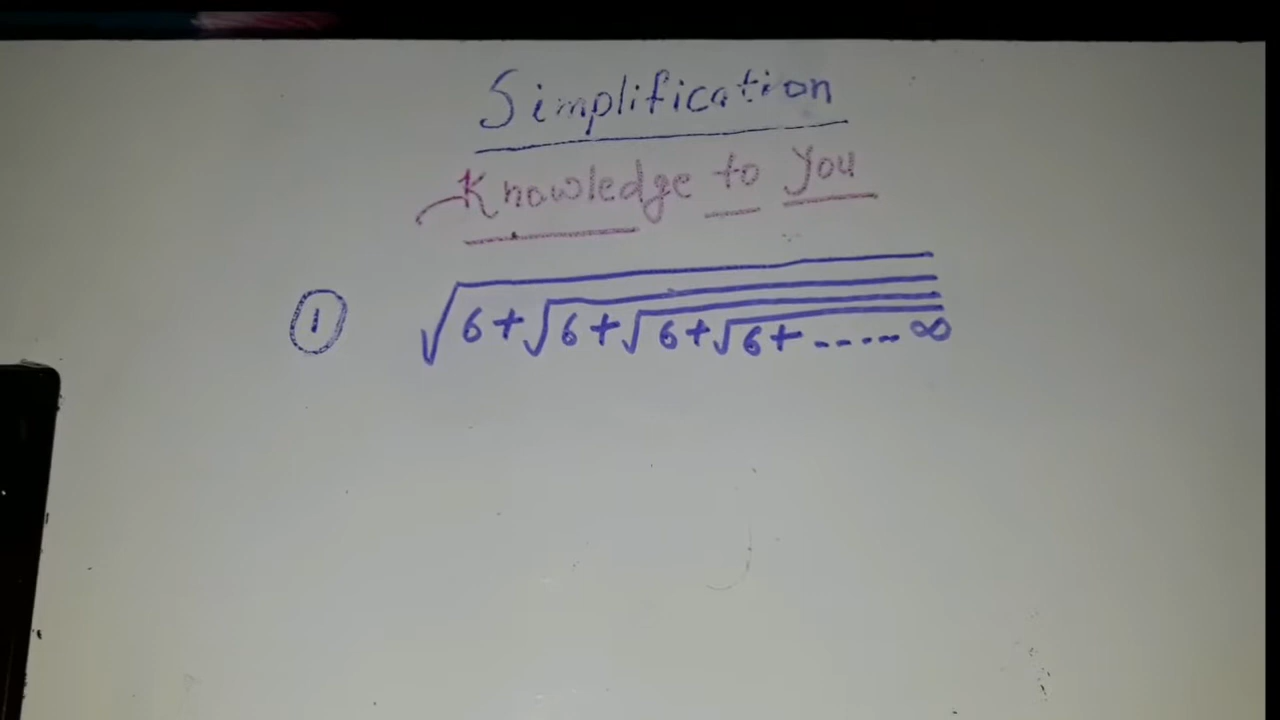 Simplification
Knowledge to You
① √6+√6+√6+√6+.....∞